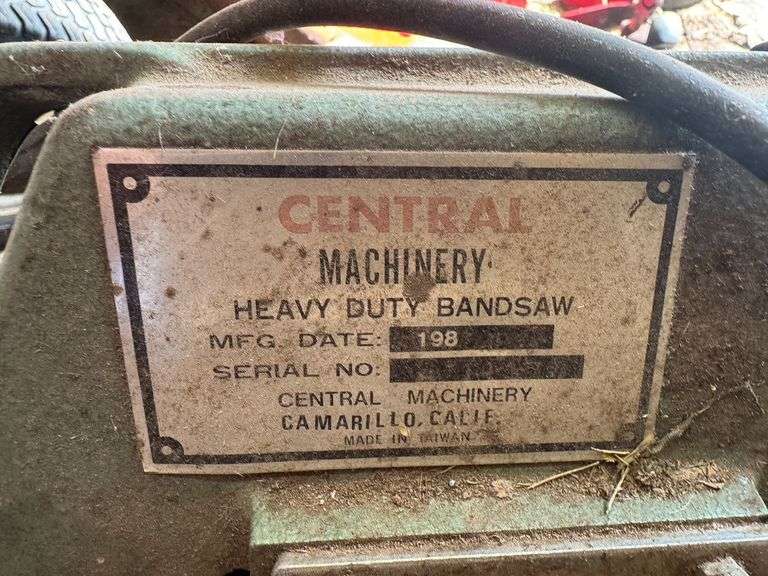 CENTRAL
MACHINERY
HEAVY DUTY BANDSAW
MFG. DATE: 198
SERIAL NO:
CENTRAL MACHINERY
CAMARILLO, CALIF.
MADE IN TAIWAN